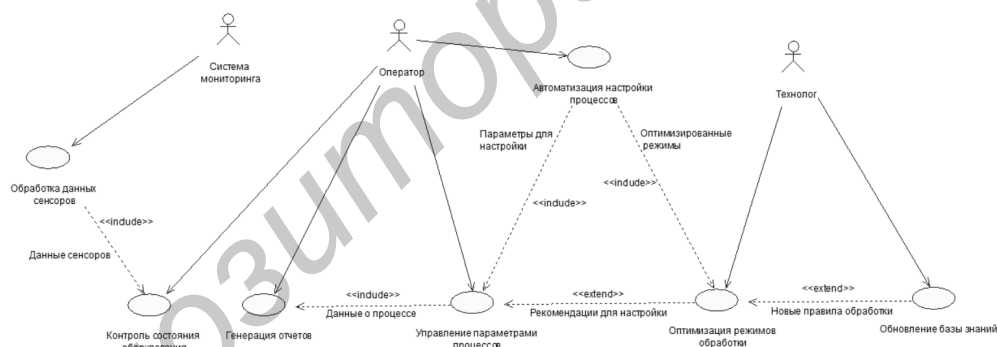 Система
мониторинга
Оператор
Автоматизация настройки
процессов
Технолог
Параметры для
настройки
Оптимизированные
режимы
<<include>>
<<include>>
Обработка данных
сенсоров
<<include>>
Данные сенсоров
<<include>>
Данные о процессе
<<extend>>
Рекомендации для настройки
<<extend>>
Новые правила обработки
Контроль состояния
оборудования
Генерация отчетов
Управление параметрами
процессов
Оптимизация режимов
обработки
Обновление базы знаний